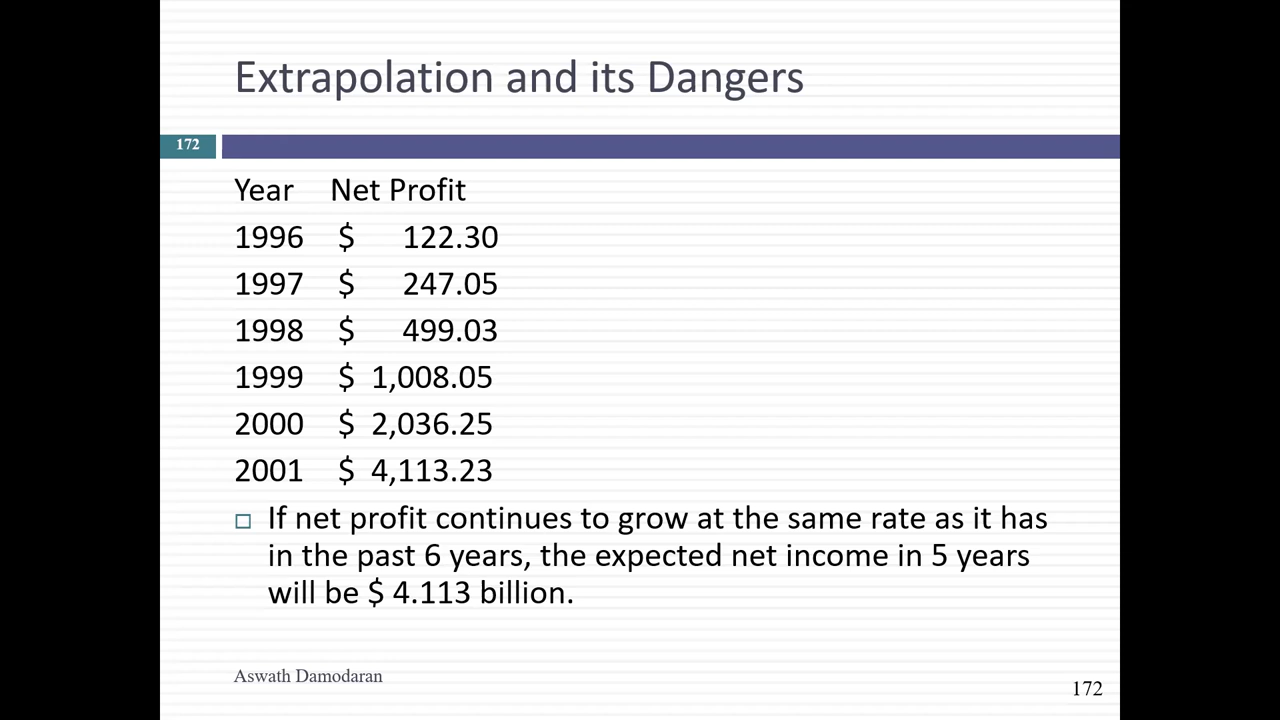 Extrapolation and its Dangers
172
Year Net Profit
1996 $ 122.30
1997 $ 247.05
1998 $ 499.03
1999 $ 1,008.05
2000 $ 2,036.25
2001 $ 4,113.23
If net profit continues to grow at the same rate as it has
in the past 6 years, the expected net income in 5 years
will be $ 4.113 billion.
Aswath Damodaran
172